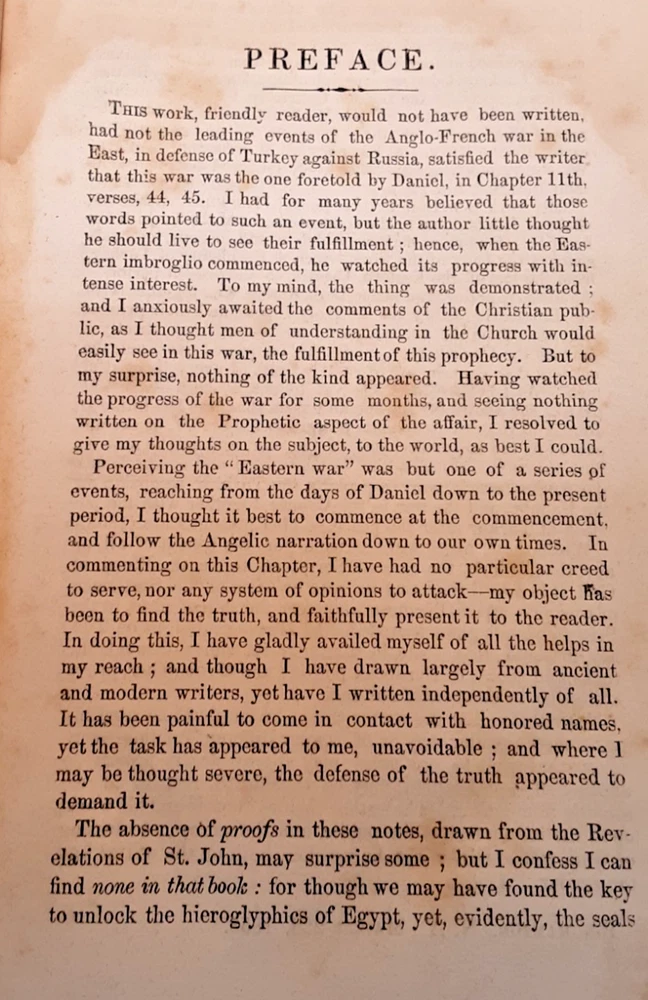 PREFACE.
THIS work, friendly reader, would not have been written,
had not the leading events of the Anglo-French war in the
East, in defense of Turkey against Russia, satisfied the writer
that this war was the one foretold by Daniel, in Chapter 11th,
verses, 44, 45. I had for many years believed that those
words pointed to such an event, but the author little thought
he should live to see their fulfillment ; hence, when the Eas-
tern imbroglio commenced, he watched its progress with in-
tense interest. To my mind, the thing was demonstrated ;
and I anxiously awaited the comments of the Christian pub-
lic, as I thought men of understanding in the Church would
easily see in this war, the fulfillment of this prophecy. But to
my surprise, nothing of the kind appeared. Having watched
the progress of the war for some months, and seeing nothing
written on the Prophetic aspect of the affair, I resolved to
give my thoughts on the subject, to the world, as best I could.
Perceiving the “ Eastern war” was but one of a series of
events, reaching from the days of Daniel down to the present
period, I thought it best to commence at the commencement,
and follow the Angelic narration down to our own times. In
commenting on this Chapter, I have had no particular creed
to serve, nor any system of opinions to attack—my object has
been to find the truth, and faithfully present it to the reader.
In doing this, I have gladly availed myself of all the helps in
my reach ; and though I have drawn largely from ancient
and modern writers, yet have I written independently of all.
It has been painful to come in contact with honored names,
yet the task has appeared to me, unavoidable ; and where I
may be thought severe, the defense of the truth appeared to
demand it.
The absence of proofs in these notes, drawn from the Rev-
elations of St. John, may surprise some ; but I confess I can
find none in that book : for though we may have found the key
to unlock the hieroglyphics of Egypt, yet, evidently, the seals